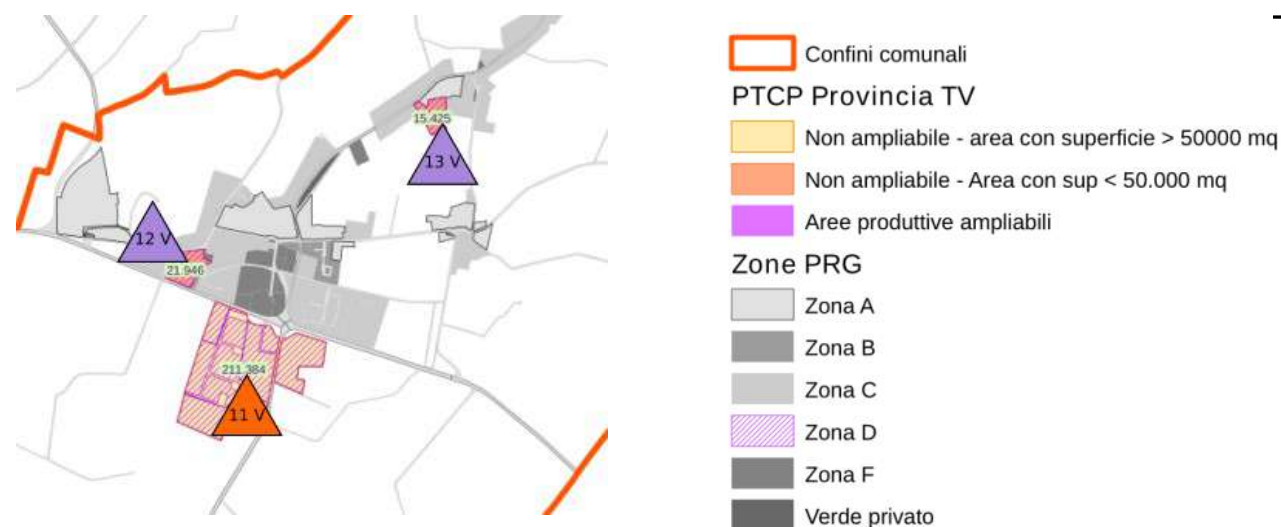 15.425
13 V
12 V
21.946
211.384
11 V
Confini comunali
PTCP Provincia TV
Non ampliabile - area con superficie > 50000 mq
Non ampliabile - Area con sup < 50.000 mq
Aree produttive ampliabili
Zone PRG
Zona A
Zona B
Zona C
Zona D
Zona F
Verde privato